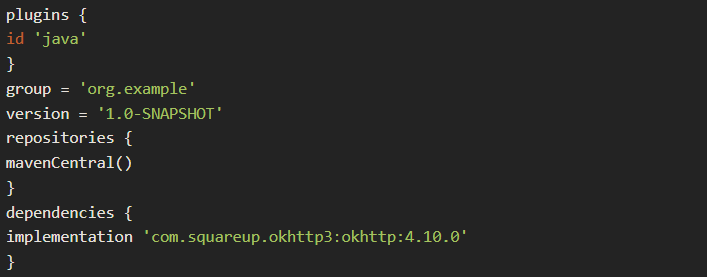 plugins {
id 'java'
}
group = 'org.example'
version = '1.0-SNAPSHOT'
repositories {
mavenCentral()
}
dependencies {
implementation 'com.squareup.okhttp3:okhttp:4.10.0'
}